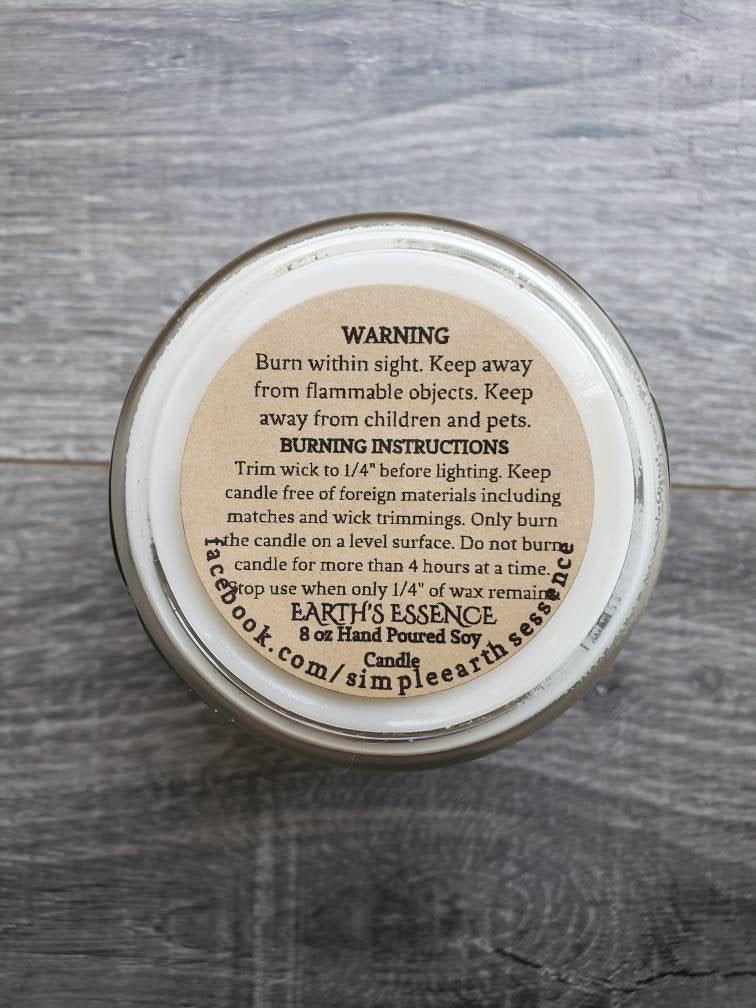 WARNING
Burn within sight. Keep away
from flammable objects. Keep
away from children and pets.
BURNING INSTRUCTIONS
Trim wick to 1/4" before lighting. Keep
candle free of foreign materials including
matches and wick trimmings. Only burn
the candle on a level surface. Do not burn
candle for more than 4 hours at a time.
Stop use when only 1/4" of wax remains
EARTH'S ESSENCE
8 oz Hand Poured Soy
Candle
facebook.com/simpleearthsessence